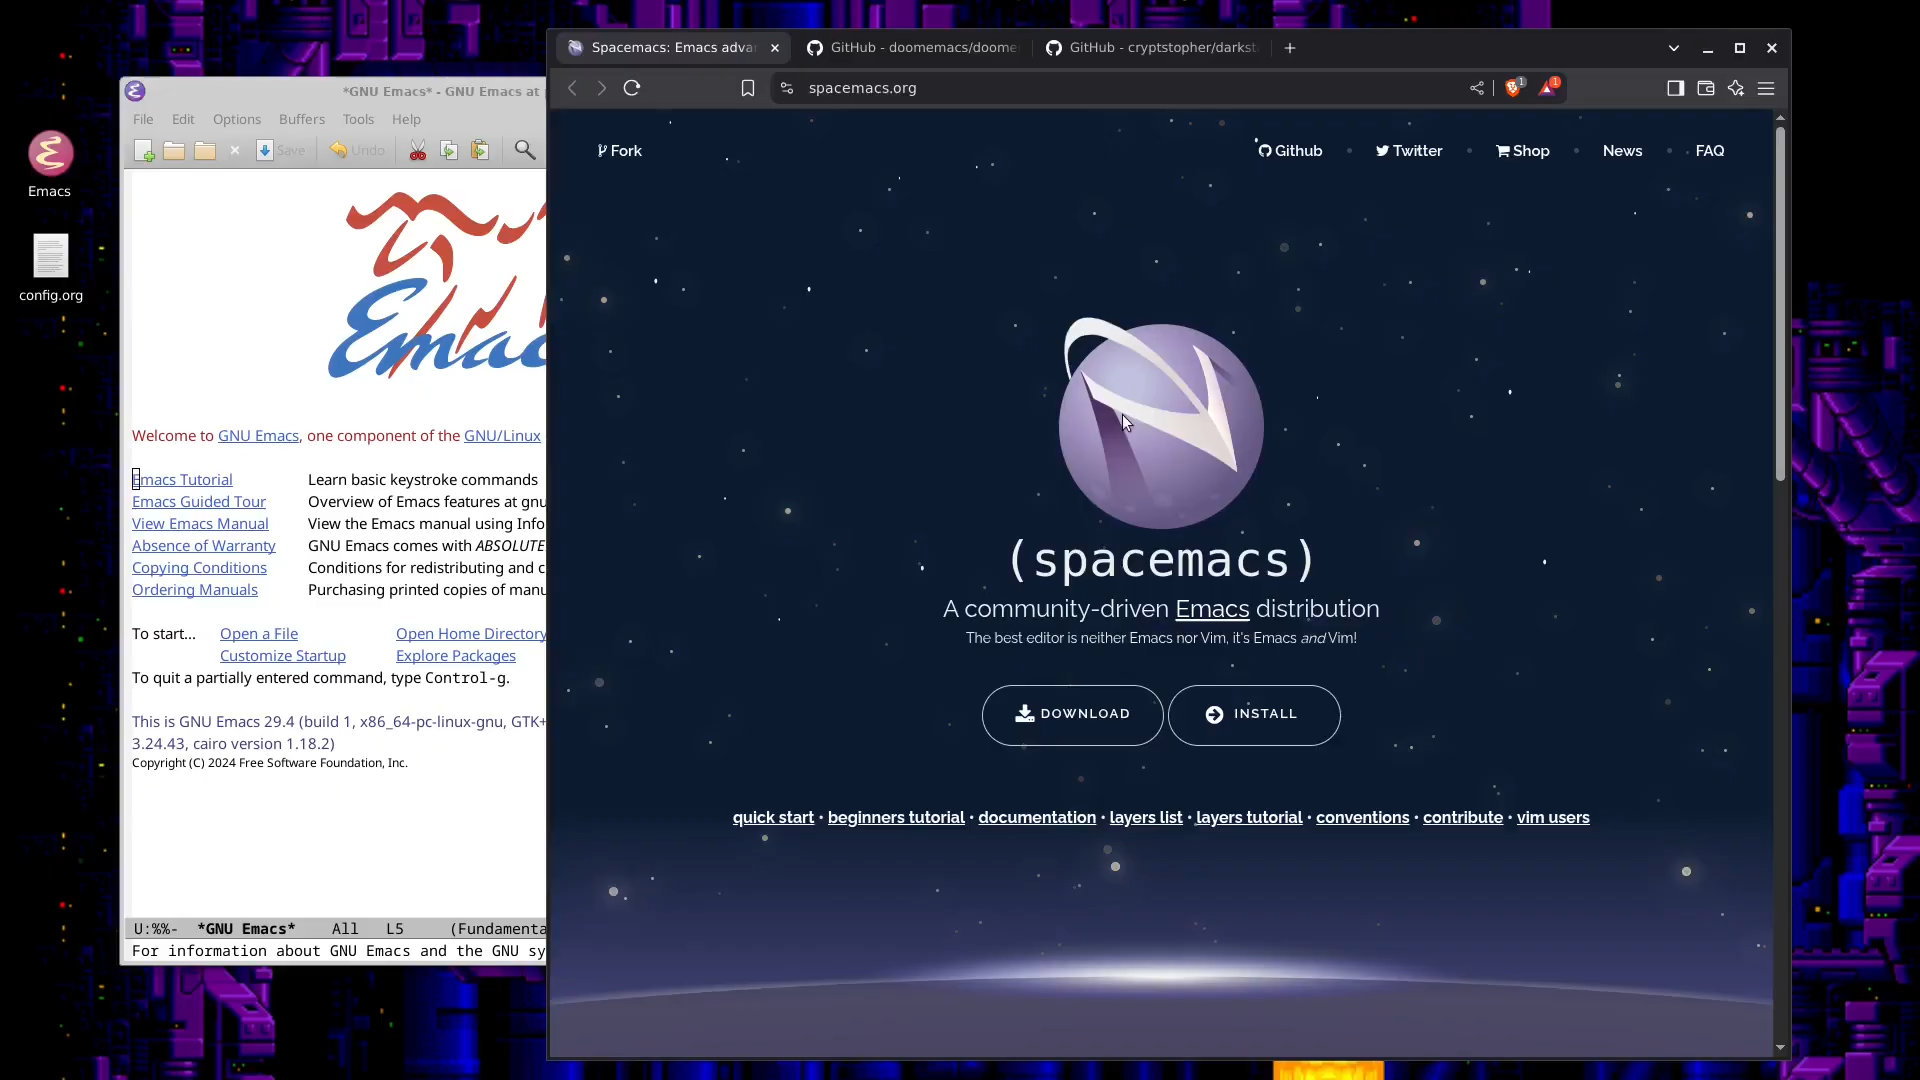 Emacs
config.org
*GNU Emacs* - GNU Emacs at
File Edit Options Buffers Tools Help
Save Undo
Emac
Welcome to GNU Emacs, one component of the GNU/Linux
Emacs Tutorial Learn basic keystroke commands
Emacs Guided Tour Overview of Emacs features at gnu
View Emacs Manual View the Emacs manual using Info
Absence of Warranty GNU Emacs comes with ABSOLUTE
Copying Conditions Conditions for redistributing and c
Ordering Manuals Purchasing printed copies of manu
To start... Open a File Open Home Directory
Customize Startup Explore Packages
To quit a partially entered command, type Control-g.
This is GNU Emacs 29.4 (build 1, x86_64-pc-linux-gnu, GTK+
3.24.43, cairo version 1.18.2)
Copyright (C) 2024 Free Software Foundation, Inc.
U:%%- *GNU Emacs* All L5 (Fundamenta
For information about GNU Emacs and the GNU sy
Spacemacs: Emacs adva
GitHub - doomemacs/doome
GitHub - cryptstopher/darkst
spacemacs.org
1 1
Fork
Github • Twitter • Shop • News • FAQ
(spacemacs)
A community-driven Emacs distribution
The best editor is neither Emacs nor Vim, it's Emacs and Vim!
DOWNLOAD INSTALL
quick start • beginners tutorial • documentation • layers list • layers tutorial • conventions • contribute • vim users